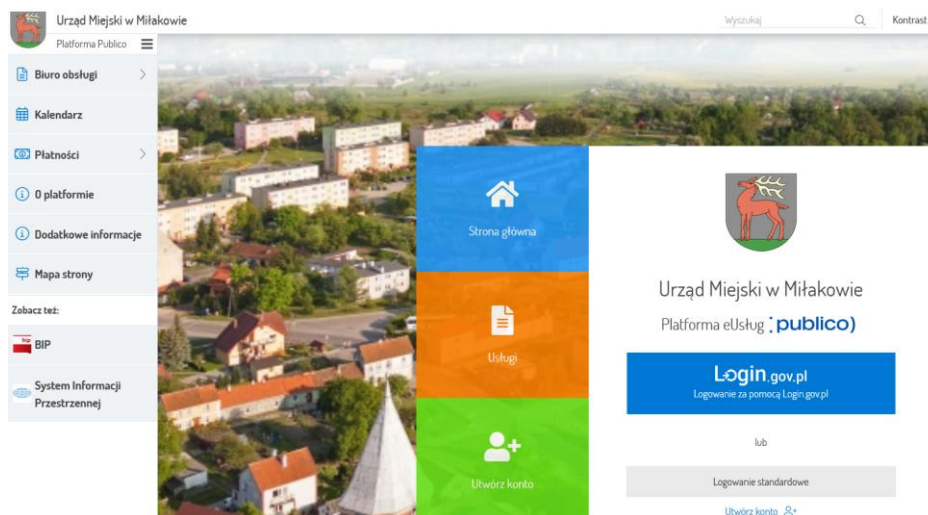 Urząd Miejski w Miłakowie
Wyszukaj
Kontrast
Platforma Publico
Biuro obsługi
Kalendarz
Płatności
O platformie
Dodatkowe informacje
Mapa strony
Zobacz też:
bip
BIP
System Informacji
Przestrzennej
Strona główna
Usługi
Utwórz konto
Urząd Miejski w Miłakowie
Platforma eUsług publico)
Login.gov.pl
Logowanie za pomocą Login.gov.pl
lub
Logowanie standardowe
Utwórz konto